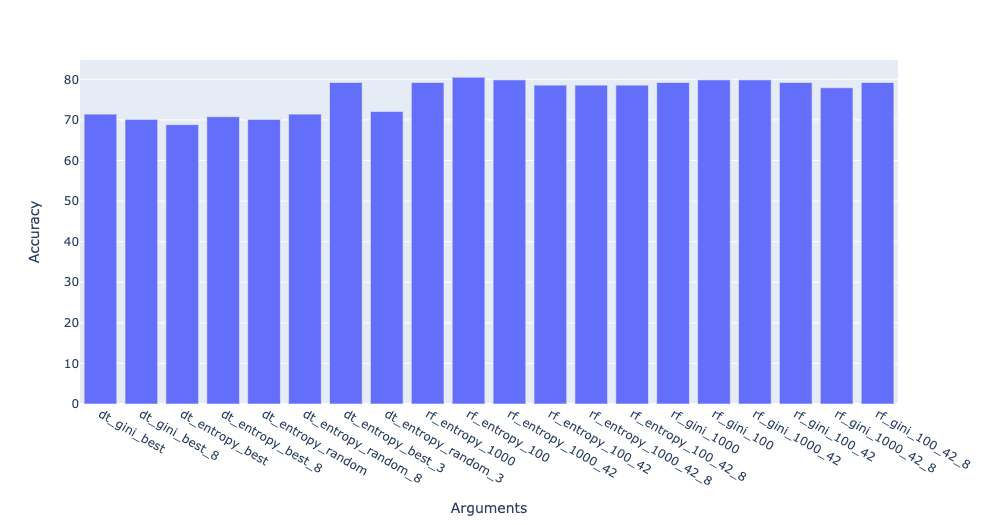 80
70
60
50
40
30
20
10
0
Accuracy
dt_gini_best
dt_gini_best_8
dt_entropy_best
dt_entropy_best_8
dt_entropy_random
dt_entropy_random_8
dt_entropy_best_3
dt_entropy_random_3
rf_entropy_1000
rf_entropy_100
rf_entropy_1000_42
rf_entropy_100_42
rf_entropy_1000_42_8
rf_entropy_100_42_8
rf_gini_1000
rf_gini_100
rf_gini_1000_42
rf_gini_100_42
rf_gini_1000_42_8
rf_gini_100_42_8
Arguments